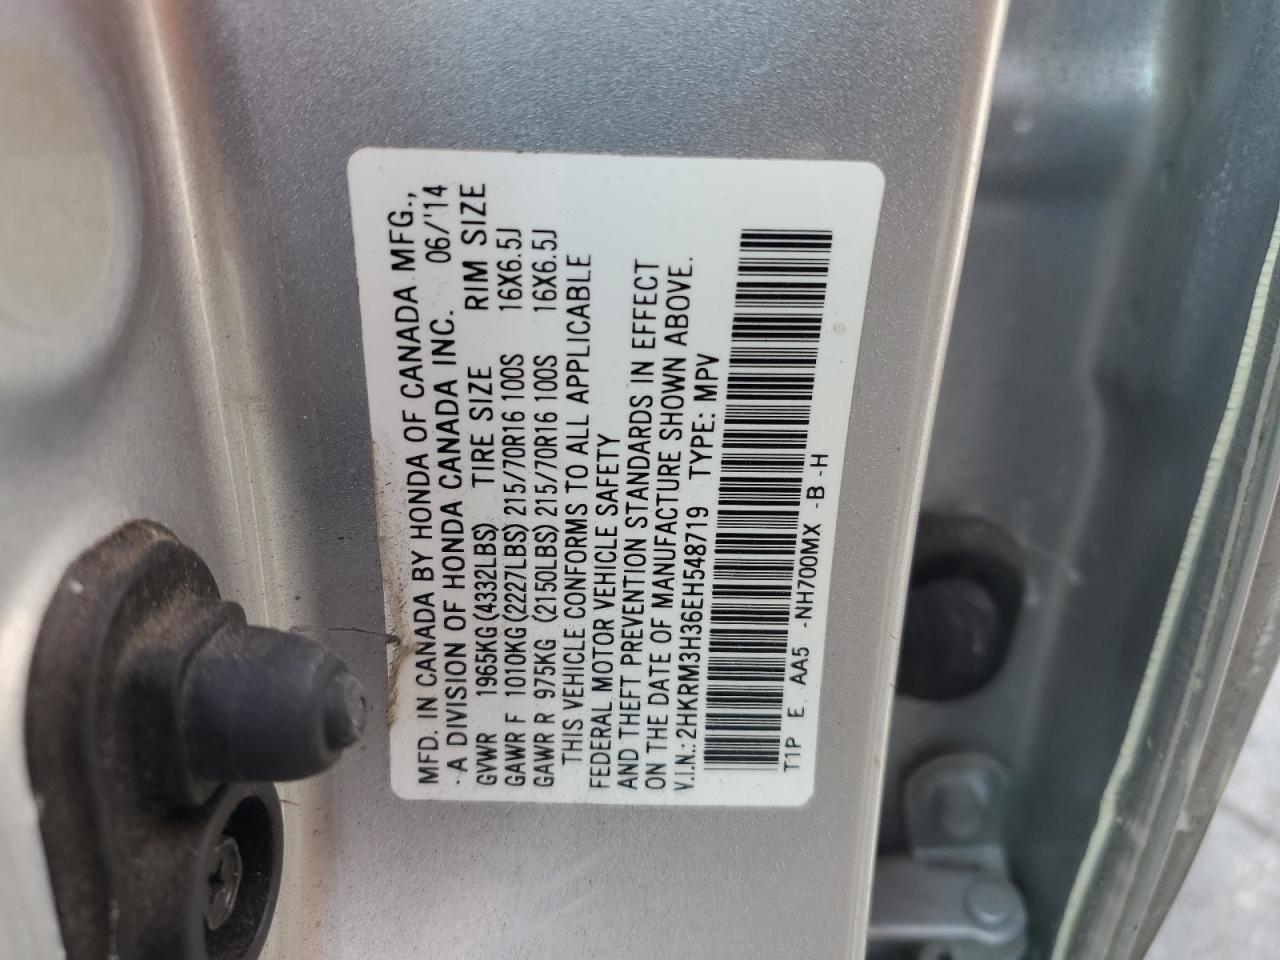 MFD. IN CANADA BY HONDA OF CANADA MFG.,
A DIVISION OF HONDA CANADA INC. 06/'14
GVWR 1965KG(4332LBS) TIRE SIZE RIM SIZE
GAWR F 1010KG(2227LBS) 215/70R16 100S 16X6.5J
GAWR R 975KG (2150LBS) 215/70R16 100S 16X6.5J
THIS VEHICLE CONFORMS TO ALL APPLICABLE
FEDERAL MOTOR VEHICLE SAFETY
AND THEFT PREVENTION STANDARDS IN EFFECT
ON THE DATE OF MANUFACTURE SHOWN ABOVE.
V.I.N.:2HKRM3H36EH548719 TYPE: MPV
T1P E AA5 -NH700MX -B -H